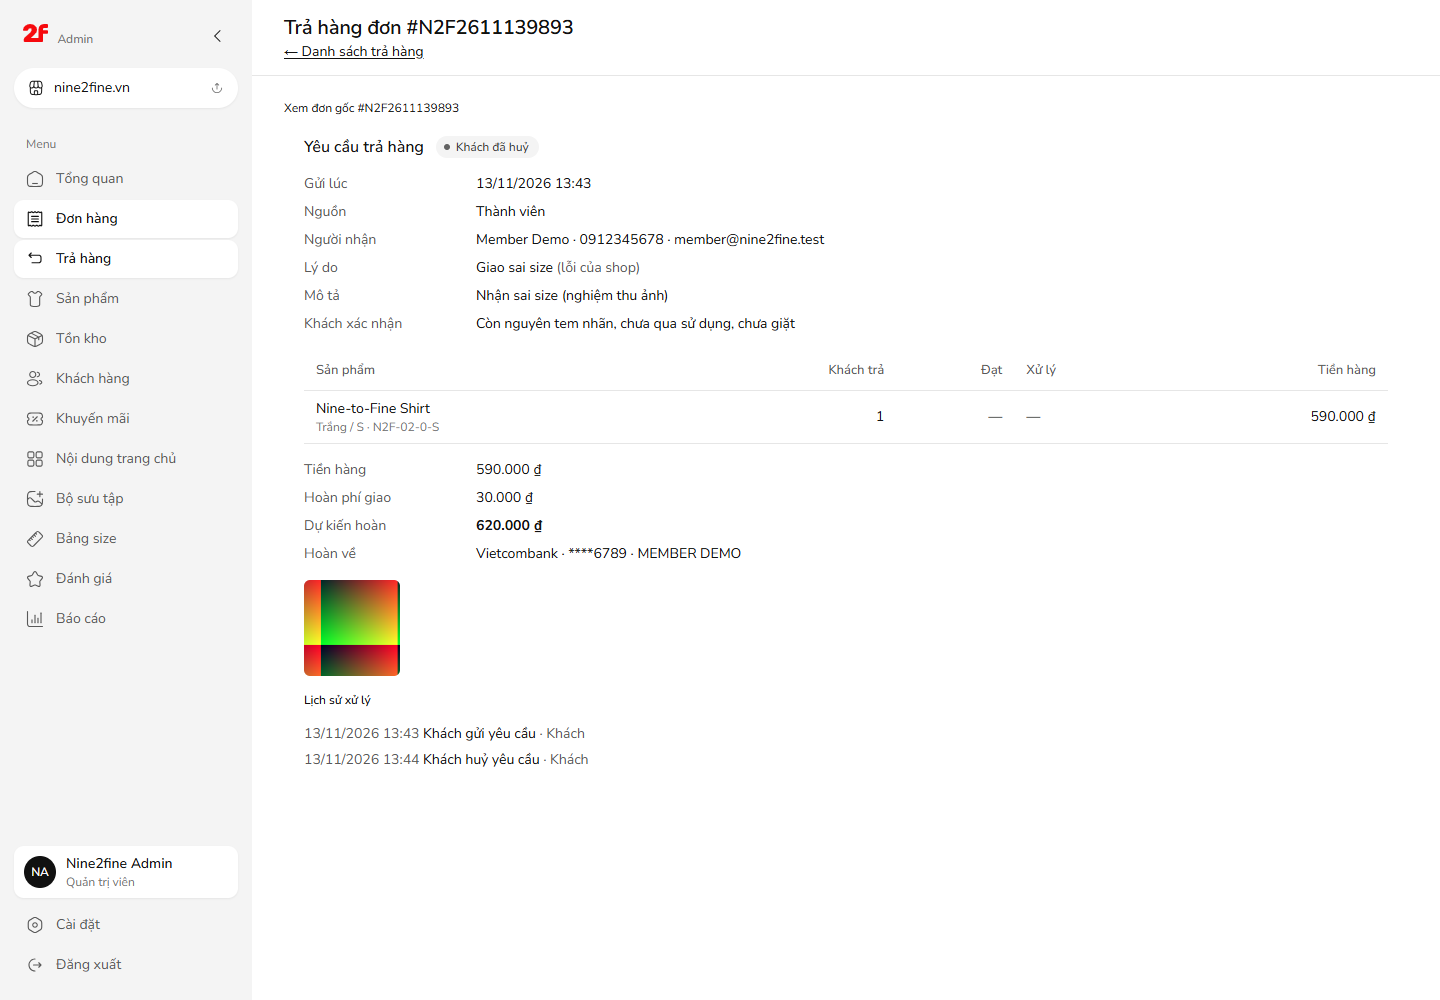 2F Admin
nine2fine.vn
Menu
Tổng quan
Đơn hàng
Trả hàng
Sản phẩm
Tồn kho
Khách hàng
Khuyến mãi
Nội dung trang chủ
Bộ sưu tập
Bảng size
Đánh giá
Báo cáo
NA
Nine2fine Admin
Quản trị viên
Cài đặt
Đăng xuất
Trả hàng đơn #N2F2611139893
← Danh sách trả hàng
Xem đơn gốc #N2F2611139893
Yêu cầu trả hàng Khách đã huỷ
Gửi lúc 13/11/2026 13:43
Nguồn Thành viên
Người nhận Member Demo · 0912345678 · member@nine2fine.test
Lý do Giao sai size (lỗi của shop)
Mô tả Nhận sai size (nghiệm thu ảnh)
Khách xác nhận Còn nguyên tem nhãn, chưa qua sử dụng, chưa giặt
Sản phẩm Khách trả Đạt Xử lý Tiền hàng
Nine-to-Fine Shirt 1 — — 590.000 ₫
Trắng / S · N2F-02-0-S
Tiền hàng 590.000 ₫
Hoàn phí giao 30.000 ₫
Dự kiến hoàn 620.000 ₫
Hoàn về Vietcombank · ****6789 · MEMBER DEMO
Lịch sử xử lý
13/11/2026 13:43 Khách gửi yêu cầu · Khách
13/11/2026 13:44 Khách huỷ yêu cầu · Khách